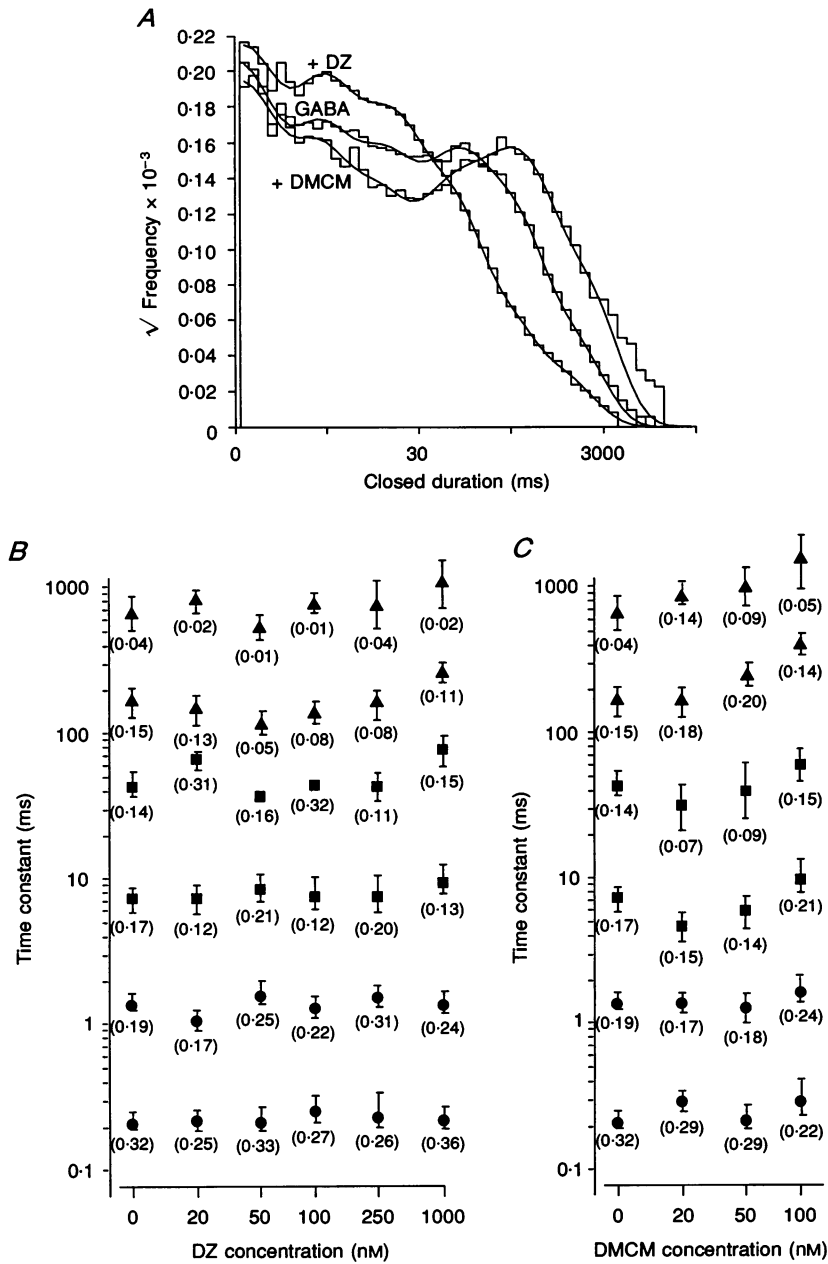 A
0·22
0·20
0·18
0·16
0·14
0·12
0·10
0·08
0·06
0·04
0·02
0
√ Frequency × 10⁻³
+ DZ
GABA
+ DMCM
0 30 3000
Closed duration (ms)
B
1000
100
10
1
0·1
Time constant (ms)
(0·04) (0·02) (0·01) (0·01) (0·04) (0·02)
(0·15) (0·13) (0·05) (0·08) (0·08) (0·11)
(0·14) (0·31) (0·16) (0·32) (0·11) (0·15)
(0·17) (0·12) (0·21) (0·12) (0·20) (0·13)
(0·19) (0·17) (0·25) (0·22) (0·31) (0·24)
(0·32) (0·25) (0·33) (0·27) (0·26) (0·36)
0 20 50 100 250 1000
DZ concentration (nM)
C
1000
100
10
1
0·1
Time constant (ms)
(0·04) (0·14) (0·09) (0·05)
(0·15) (0·18) (0·20) (0·14)
(0·14) (0·07) (0·09) (0·15)
(0·17) (0·15) (0·14) (0·21)
(0·19) (0·17) (0·18) (0·24)
(0·32) (0·29) (0·29) (0·22)
0 20 50 100
DMCM concentration (nM)